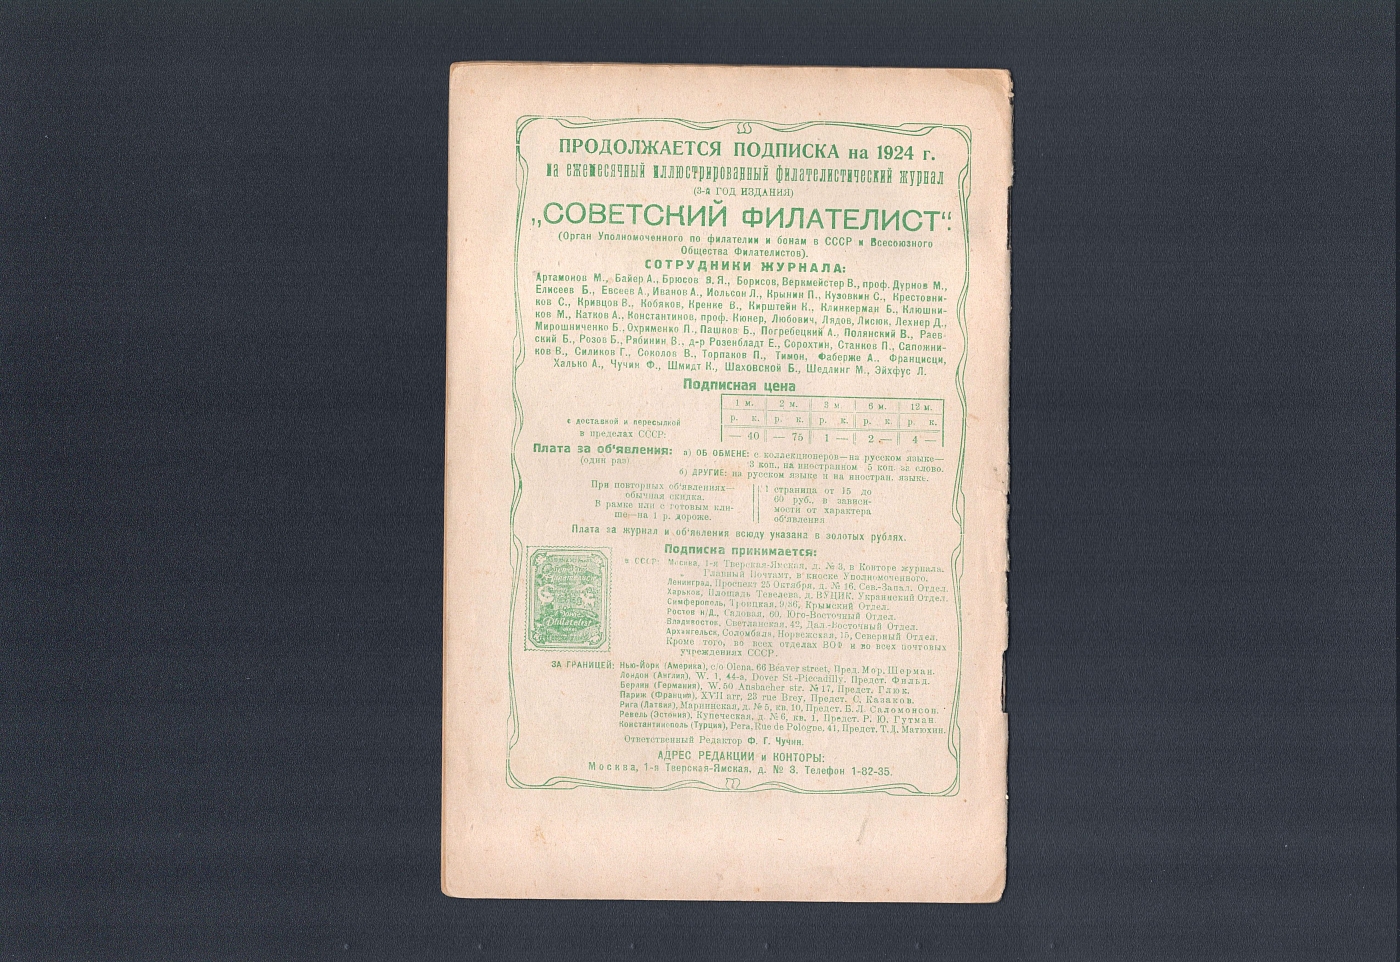 ПРОДОЛЖАЕТСЯ ПОДПИСКА на 1924 г.
на ежемесячный иллюстрированный филателистический журнал
(3-й ГОД ИЗДАНИЯ)
„СОВЕТСКИЙ ФИЛАТЕЛИСТ“.
(Орган Уполномоченного по филателии и бонам в СССР и Всесоюзного
Общества Филателистов).
СОТРУДНИКИ ЖУРНАЛА:
Артамонов М., Байер А., Брюсов В. Я., Борисов, Веркмейстер В., проф. Дурнов М.,
Елисеев Б., Евсеев А., Иванов А., Иольсон Л., Крынин П., Кузовкин С., Крестовни-
ков С., Кривцов В., Кобяков, Кренке В., Кирштейн К., Клинкерман Б., Клюшни-
ков М., Катков А., Константинов, проф. Кюнер, Любович, Лядов, Лисюк, Лехнер Д.,
Мирошниченко Б., Охрименко П., Пашков Б., Погребецкий А., Полянский В., Раев-
ский Б., Розов Б., Рябинин В., д-р Розенбладт Е., Сорохтин, Станков П., Сапожни-
ков В., Силиков Г., Соколов В., Торпаков П., Тимон, Фаберже А., Францисци,
Халько А., Чучин Ф., Шмидт К., Шаховской Б., Шедлинг М., Эйхфус Л.
Подписная цена
1 м. 2 м. 3 м 6 м. 12 м.
р. к. р. к. р. к. р. к. р. к.
с доставкой и пересылкой
в пределах СССР:
— 40 — 75 1 — 2 — 4 —
Плата за об'явления: а) ОБ ОБМЕНЕ: с коллекционеров—на русском языке—
(один раз) 3 коп., на иностранном 5 коп. за слово.
б) ДРУГИЕ: на русском языке и на иностран. языке.
При повторных об'явлениях—
обычная скидка.
В рамке или с готовым кли-
ше—на 1 р. дороже.
1 страница от 15 до
60 руб., в зависи-
мости от характера
об'явления
Плата за журнал и об'явления всюду указана в золотых рублях.
Подписка принимается:
в СССР: Москва, 1-я Тверская-Ямская, д. № 3, в Конторе журнала.
„ Главный Почтамт, в киоске Уполномоченного.
Ленинград, Проспект 25 Октября, д. № 16, Сев.-Запал. Отдел.
Харьков, Площадь Тевелева, д. ВУЦИК, Украинский Отдел.
Симферополь, Троицкая, 9/36, Крымский Отдел.
Ростов н/Д., Садовая, 60, Юго-Восточный Отдел.
Владивосток, Светланская, 42, Дал.-Восточный Отдел.
Архангельск, Соломбала, Норвежская, 15, Северный Отдел.
Кроме того, во всех отделах ВОФ и во всех почтовых
учреждениях СССР.
ЗА ГРАНИЦЕЙ: Нью-Йорк (Америка), c/o Olena, 66 Beaver street, Пред. Мор. Шерман.
Лондон (Англия), W. 1, 44-a, Dover St-Piccadilly. Предст. Фильд.
Берлин (Германия), W. 50 Ansbacher str. № 17, Предст. Глюк.
Париж (Франция), XVII arr, 23 rue Brey, Предст. С. Казаков.
Рига (Латвия), Мариинская, д. № 5, кв. 10, Предст. Б. Л. Саломонсон.
Ревель (Эстония), Купеческая, д. № 6, кв. 1, Предст. Р. Ю. Гутман.
Константинополь (Турция), Pera, Rue de Pologne. 41, Предст. Т. Д. Матюхин.
Ответственный Редактор Ф. Г. Чучин.
АДРЕС РЕДАКЦИИ и КОНТОРЫ:
Москва, 1-я Тверская-Ямская, д. № 3. Телефон 1-82-35.